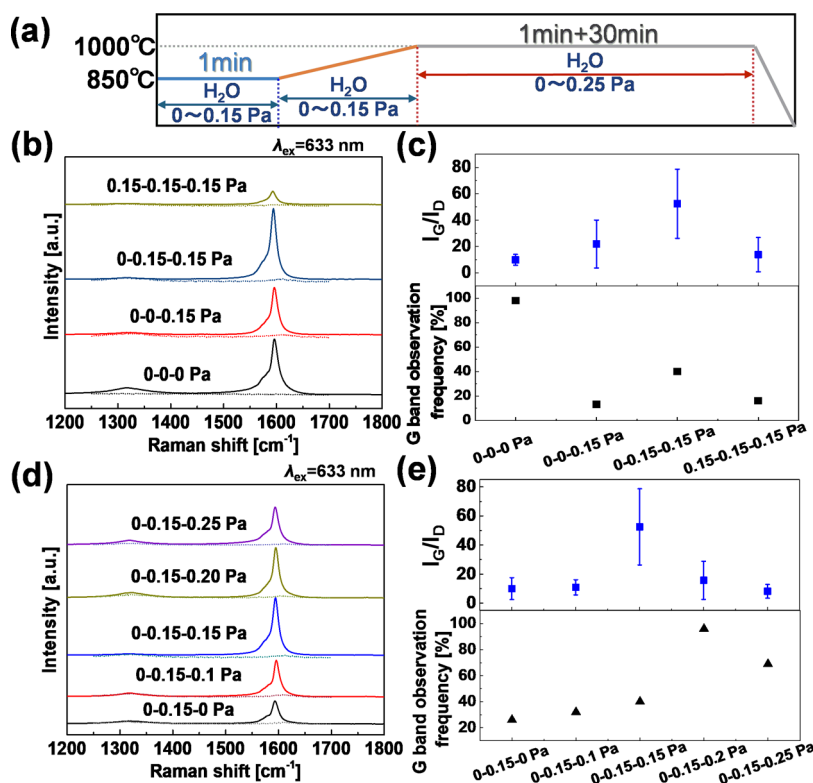 (a)
1000℃
850℃
1min
1min+30min
H2O
0～0.15 Pa
H2O
0～0.15 Pa
H2O
0～0.25 Pa
(b)
λex=633 nm
Intensity [a.u.]
0.15-0.15-0.15 Pa
0-0.15-0.15 Pa
0-0-0.15 Pa
0-0-0 Pa
1200 1300 1400 1500 1600 1700 1800
Raman shift [cm-1]
(c)
IG/ID
80
60
40
20
0
G band observation
frequency [%]
100
80
60
40
20
0
0-0-0 Pa
0-0-0.15 Pa
0-0.15-0.15 Pa
0.15-0.15-0.15 Pa
(d)
λex=633 nm
Intensity [a.u.]
0-0.15-0.25 Pa
0-0.15-0.20 Pa
0-0.15-0.15 Pa
0-0.15-0.1 Pa
0-0.15-0 Pa
1200 1300 1400 1500 1600 1700 1800
Raman shift [cm-1]
(e)
IG/ID
80
60
40
20
0
G band observation
frequency [%]
100
80
60
40
20
0-0.15-0 Pa
0-0.15-0.1 Pa
0-0.15-0.15 Pa
0-0.15-0.2 Pa
0-0.15-0.25 Pa